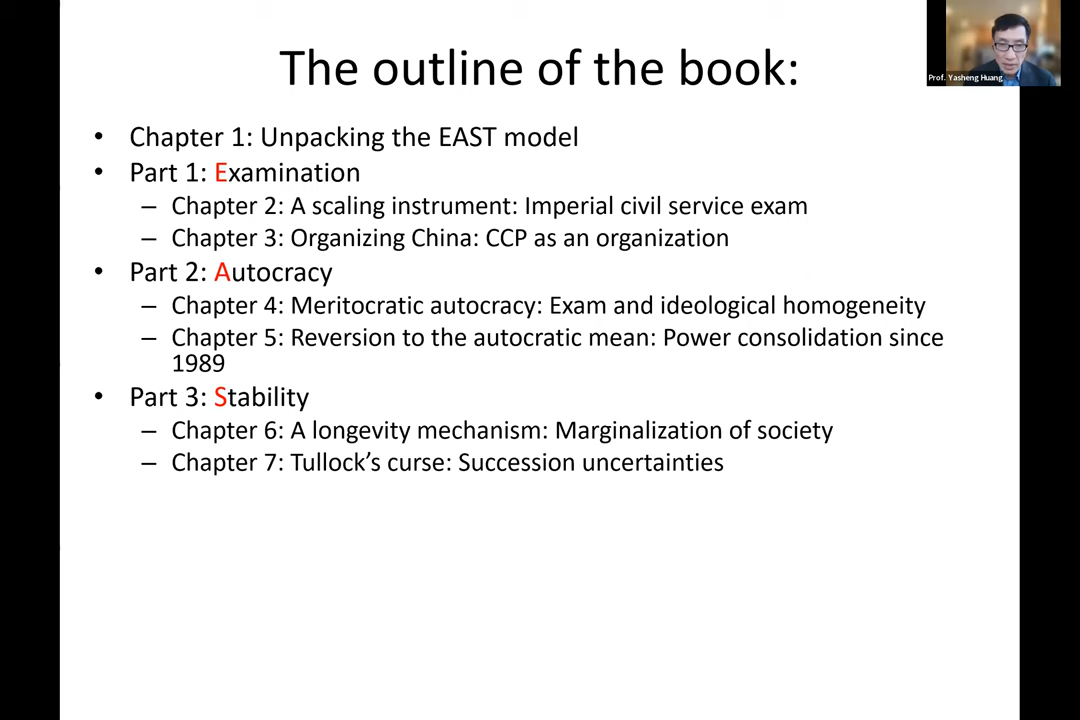 The outline of the book:
Prof. Yasheng Huang
• Chapter 1: Unpacking the EAST model
• Part 1: Examination
– Chapter 2: A scaling instrument: Imperial civil service exam
– Chapter 3: Organizing China: CCP as an organization
• Part 2: Autocracy
– Chapter 4: Meritocratic autocracy: Exam and ideological homogeneity
– Chapter 5: Reversion to the autocratic mean: Power consolidation since
1989
• Part 3: Stability
– Chapter 6: A longevity mechanism: Marginalization of society
– Chapter 7: Tullock’s curse: Succession uncertainties